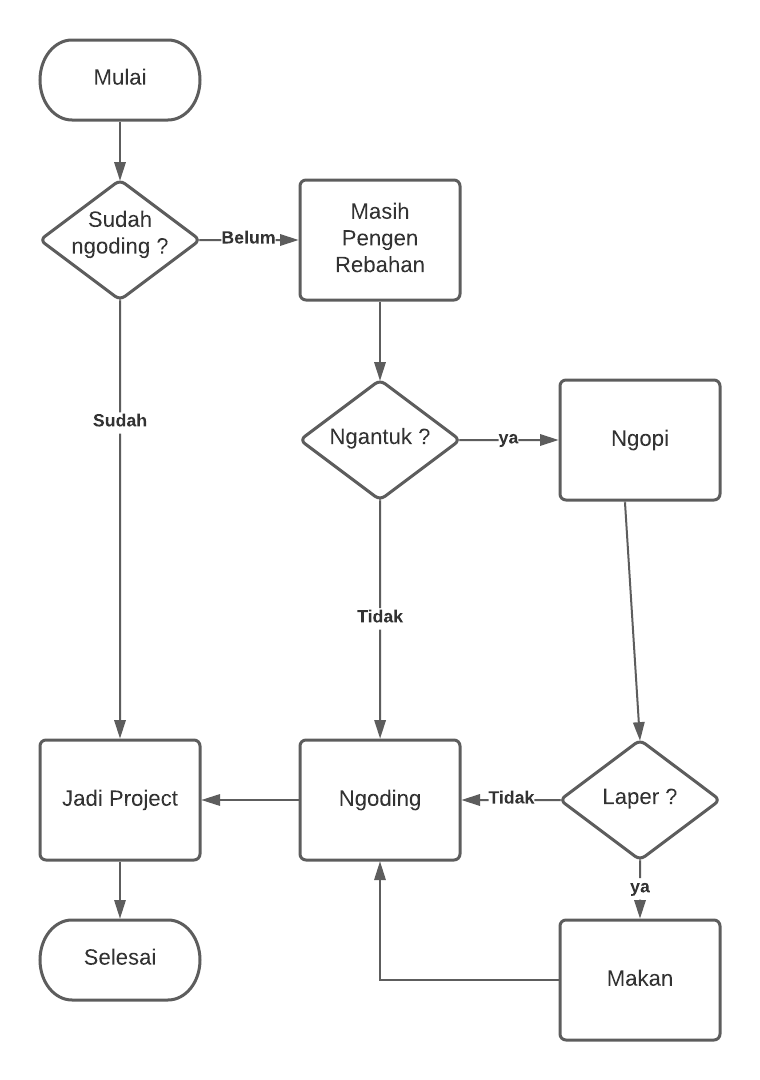 Mulai
Sudah
ngoding ?
Belum
Masih
Pengen
Rebahan
Sudah
Ngantuk ?
ya
Ngopi
Tidak
Jadi Project
Ngoding
Tidak
Laper ?
ya
Selesai
Makan